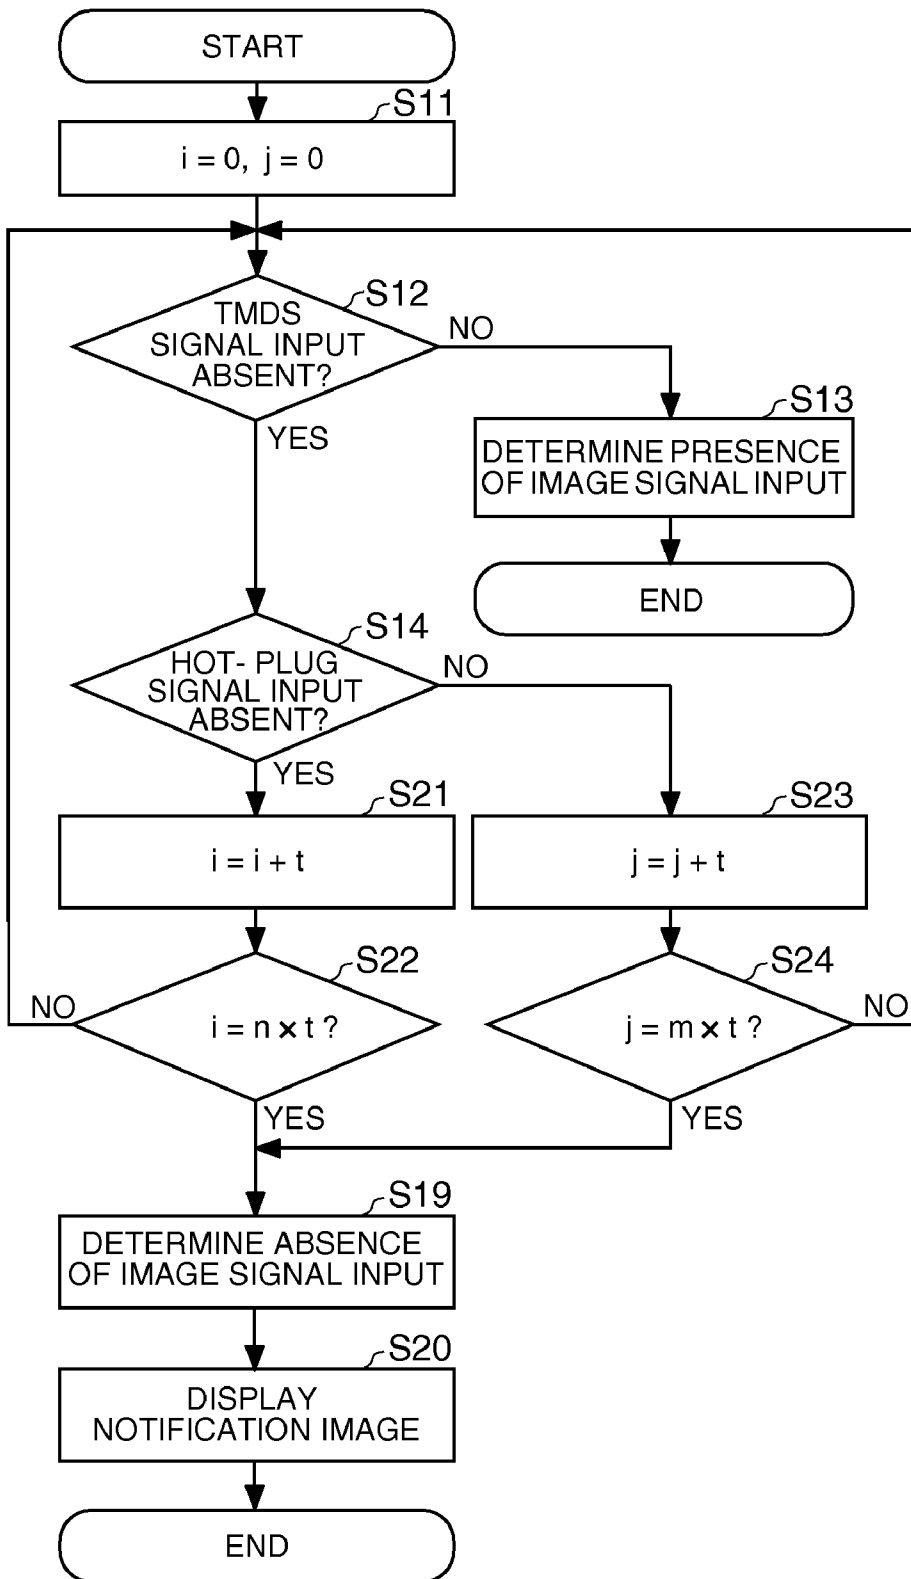 START
S11
i = 0, j = 0
S12
TMDS
SIGNAL INPUT
ABSENT?
NO
YES
S13
DETERMINE PRESENCE
OF IMAGE SIGNAL INPUT
END
S14
HOT- PLUG
SIGNAL INPUT
ABSENT?
NO
YES
S21
i = i + t
S23
j = j + t
S22
i = n × t ?
NO
YES
S24
j = m × t ?
NO
YES
S19
DETERMINE ABSENCE
OF IMAGE SIGNAL INPUT
S20
DISPLAY
NOTIFICATION IMAGE
END